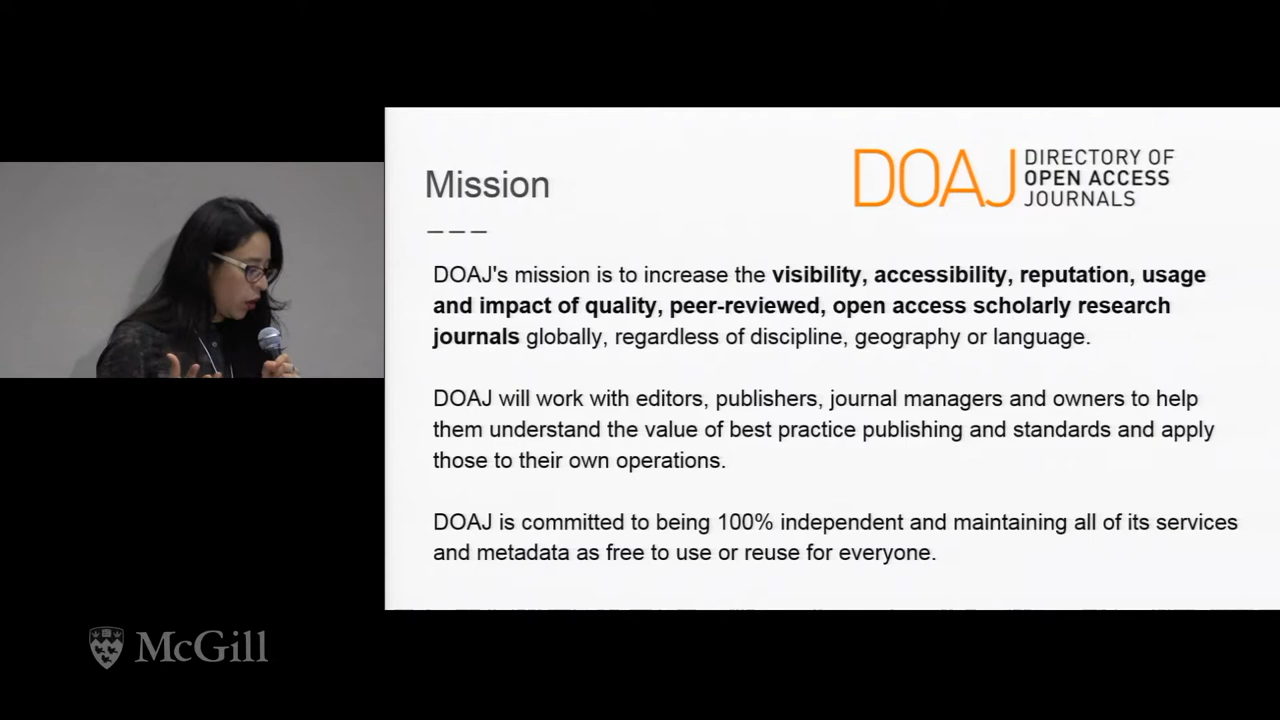 Mission
DOAJ DIRECTORY OF
OPEN ACCESS
JOURNALS
DOAJ's mission is to increase the visibility, accessibility, reputation, usage
and impact of quality, peer-reviewed, open access scholarly research
journals globally, regardless of discipline, geography or language.
DOAJ will work with editors, publishers, journal managers and owners to help
them understand the value of best practice publishing and standards and apply
those to their own operations.
DOAJ is committed to being 100% independent and maintaining all of its services
and metadata as free to use or reuse for everyone.
McGill